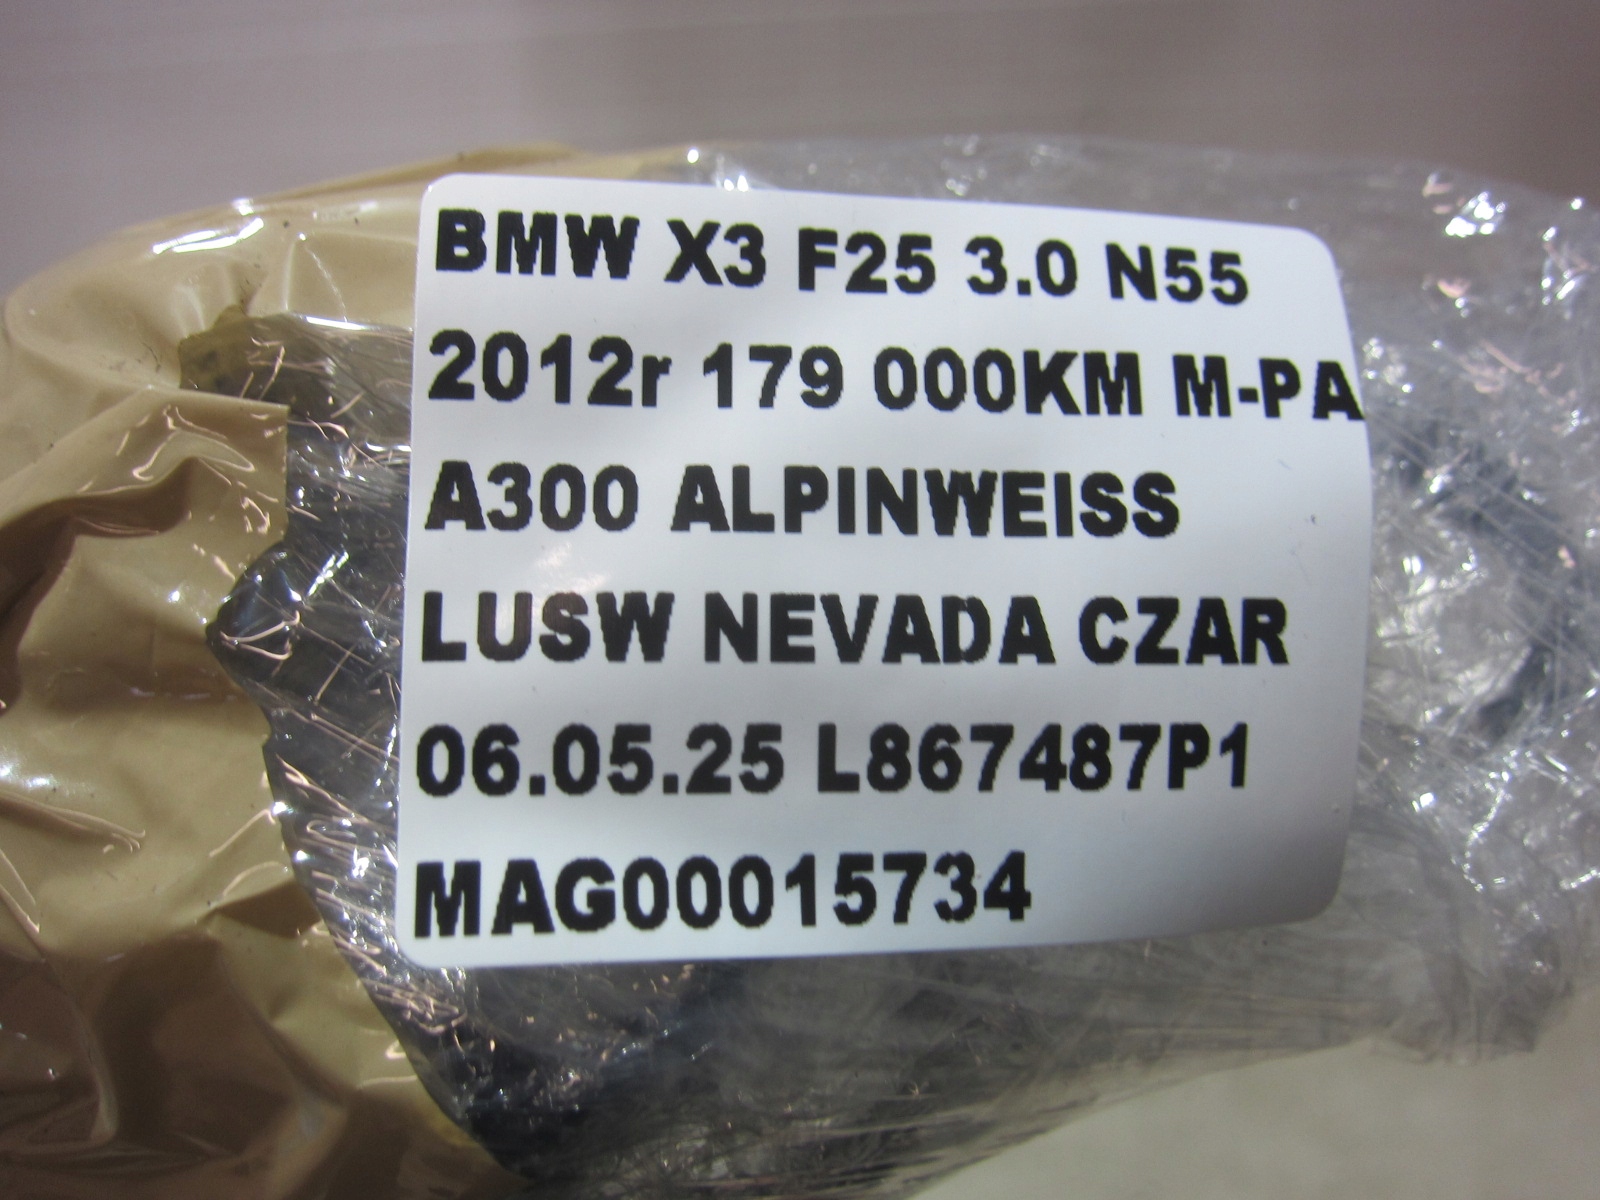 BMW X3 F25 3.0 N55
2012r 179 000KM M-PA
A300 ALPINWEISS
LUSW NEVADA CZAR
06.05.25 L867487P1
MAG00015734